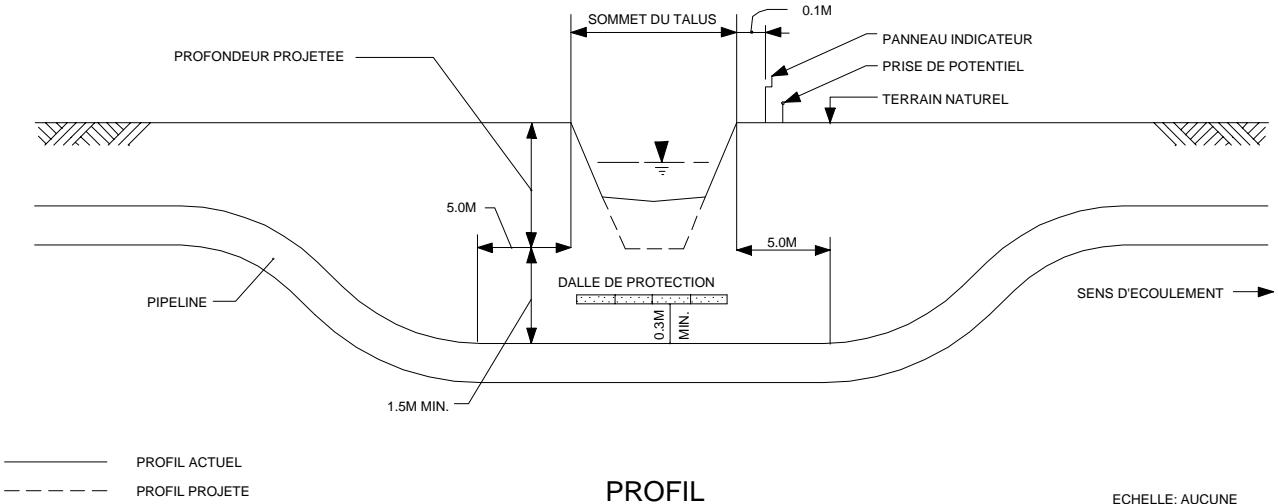 0.1M
SOMMET DU TALUS
PANNEAU INDICATEUR
PROFONDEUR PROJETEE
PRISE DE POTENTIEL
TERRAIN NATUREL
5.0M
5.0M
DALLE DE PROTECTION
PIPELINE
SENS D'ECOULEMENT
0.3M
MIN.
1.5M MIN.
PROFIL ACTUEL
PROFIL PROJETE
PROFIL
ECHELLE: AUCUNE